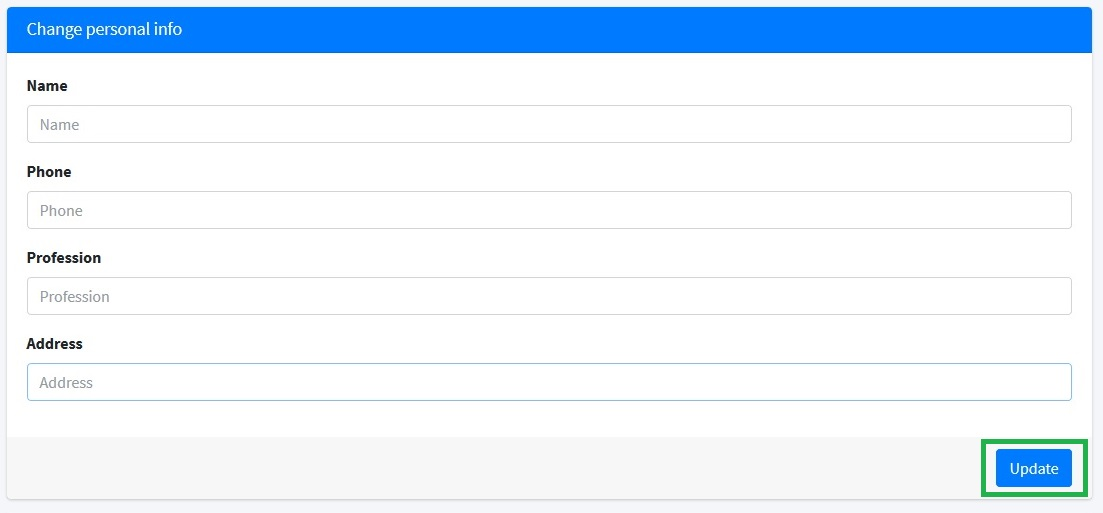 Change personal info
Name
Name
Phone
Phone
Profession
Profession
Address
Address
Update